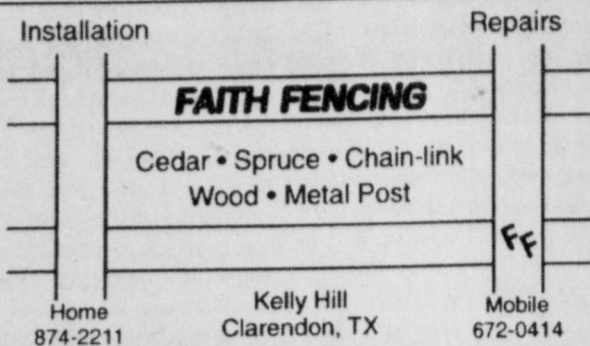 Installation
Repairs
FAITH FENCING
Cedar • Spruce • Chain-link
Wood • Metal Post
FF
Home
874-2211
Kelly Hill
Clarendon, TX
Mobile
672-0414